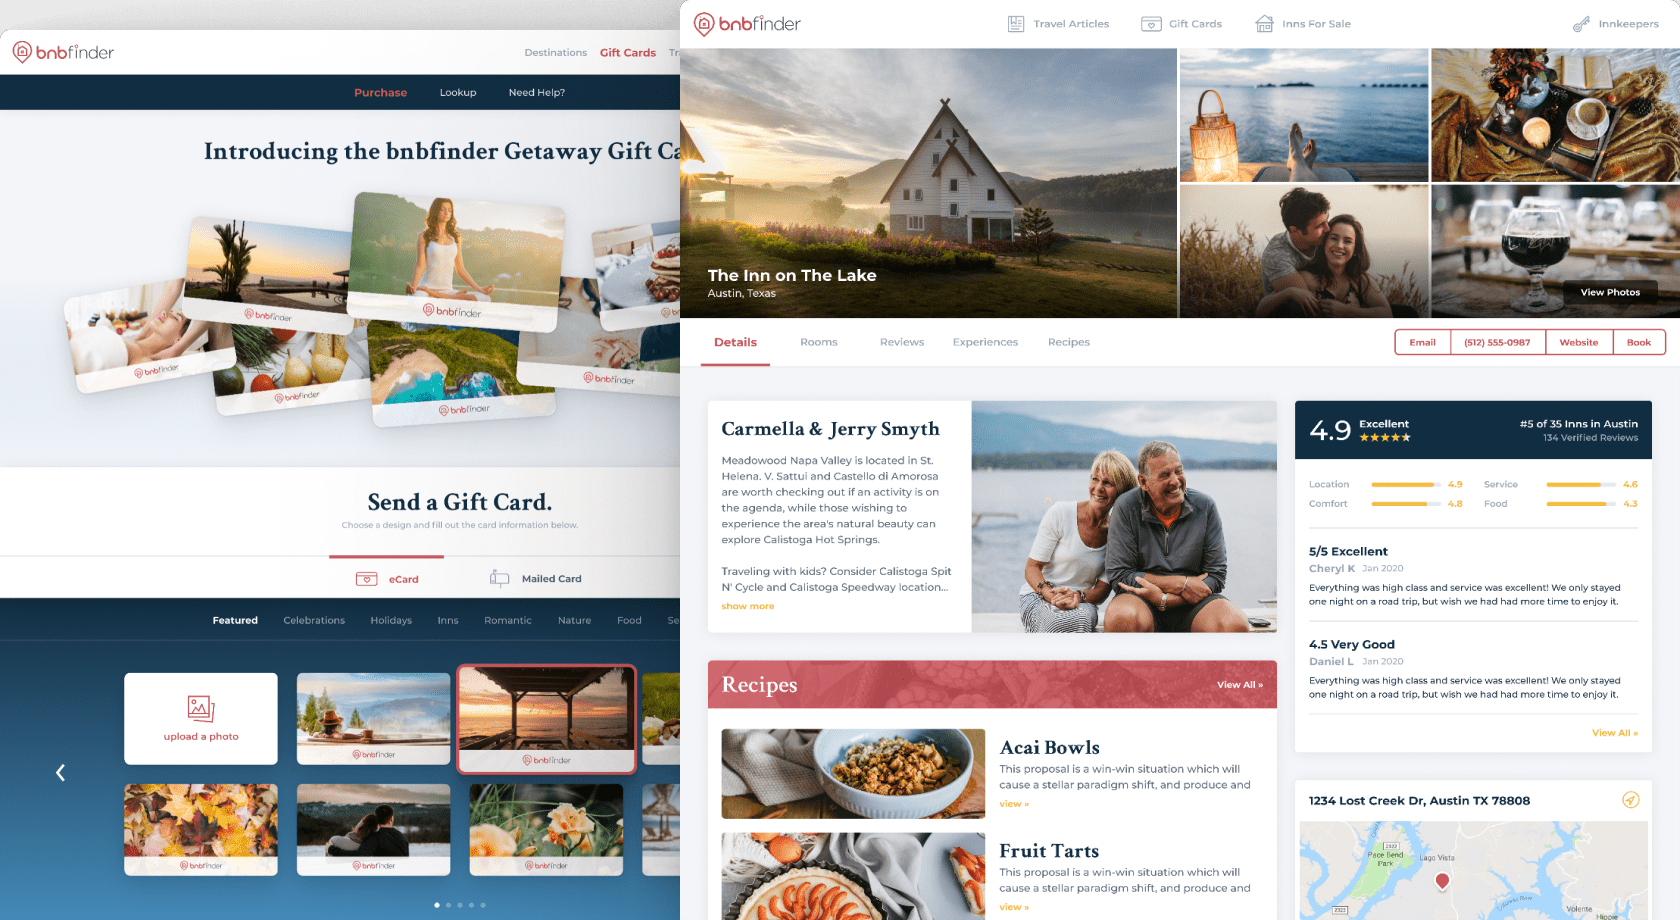 bnbfinder
Destinations
Gift Cards
Purchase
Lookup
Need Help?
Introducing the bnbfinder Getaway Gift
bnbfinder
bnbfinder
bnbfinder
bnbfinder
bnbfinder
bnbfinder
Send a Gift Card.
Choose a design and fill out the card information below.
eCard
Mailed Card
Featured
Celebrations
Holidays
Inns
Romantic
Nature
Food
upload a photo
bnbfinder
bnbfinder
bnbfinder
bnbfinder
bnbfinder
bnbfinder
Travel Articles
Gift Cards
Inns For Sale
Innkeepers
The Inn on The Lake
Austin, Texas
View Photos
Details
Rooms
Reviews
Experiences
Recipes
Email
(512) 555-0987
Website
Book
Carmella & Jerry Smyth
Meadowood Napa Valley is located in St.
Helena. V. Sattui and Castello di Amorosa
are worth checking out if an activity is on
the agenda, while those wishing to
experience the area's natural beauty can
explore Calistoga Hot Springs.
Traveling with kids? Consider Calistoga Spit
N' Cycle and Calistoga Speedway location...
show more
Recipes
View All »
Acai Bowls
This proposal is a win-win situation which will
cause a stellar paradigm shift, and produce and
view »
Fruit Tarts
This proposal is a win-win situation which will
cause a stellar paradigm shift, and produce and
view »
4.9
Excellent
#5 of 35 Inns in Austin
134 Verified Reviews
Location 4.9
Service 4.6
Comfort 4.8
Food 4.3
5/5 Excellent
Cheryl K Jan 2020
Everything was high class and service was excellent! We only stayed
one night on a road trip, but wish we had had more time to enjoy it.
4.5 Very Good
Daniel L Jan 2020
Everything was high class and service was excellent! We only stayed
one night on a road trip, but wish we had had more time to enjoy it.
View All »
1234 Lost Creek Dr, Austin TX 78808
2322
Pace Bend
Park
Lago Vista
2322
Volente
Hippie